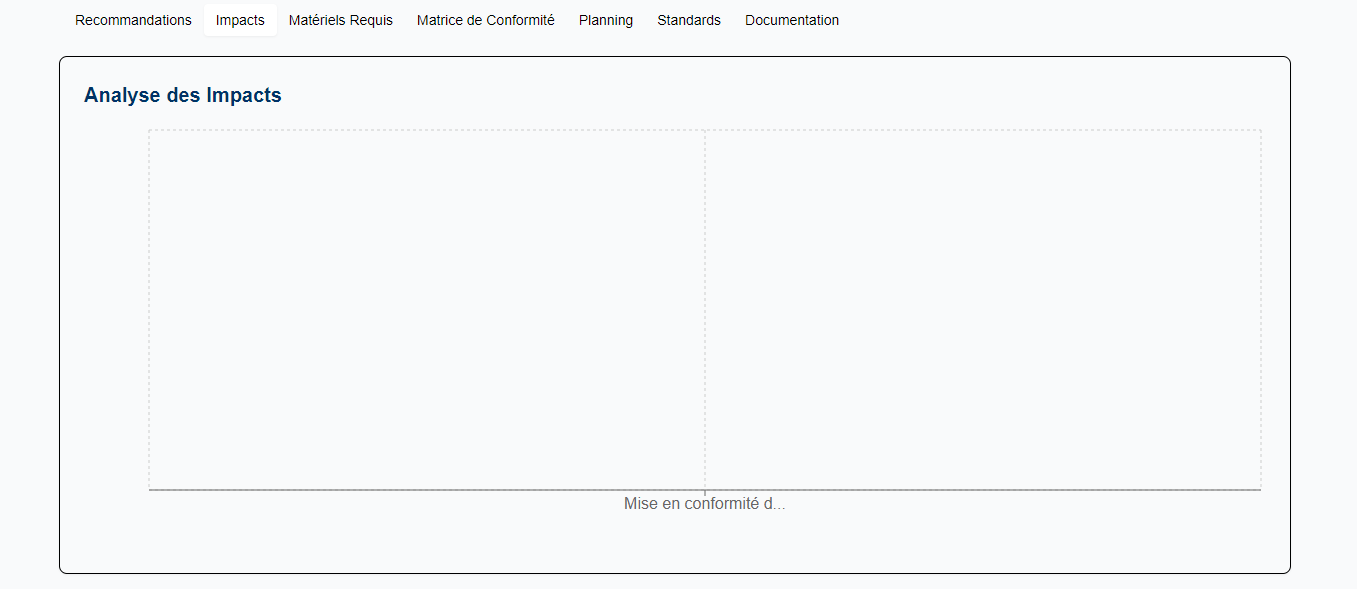 Recommandations Impacts Matériels Requis Matrice de Conformité Planning Standards Documentation
Analyse des Impacts
Mise en conformité d...